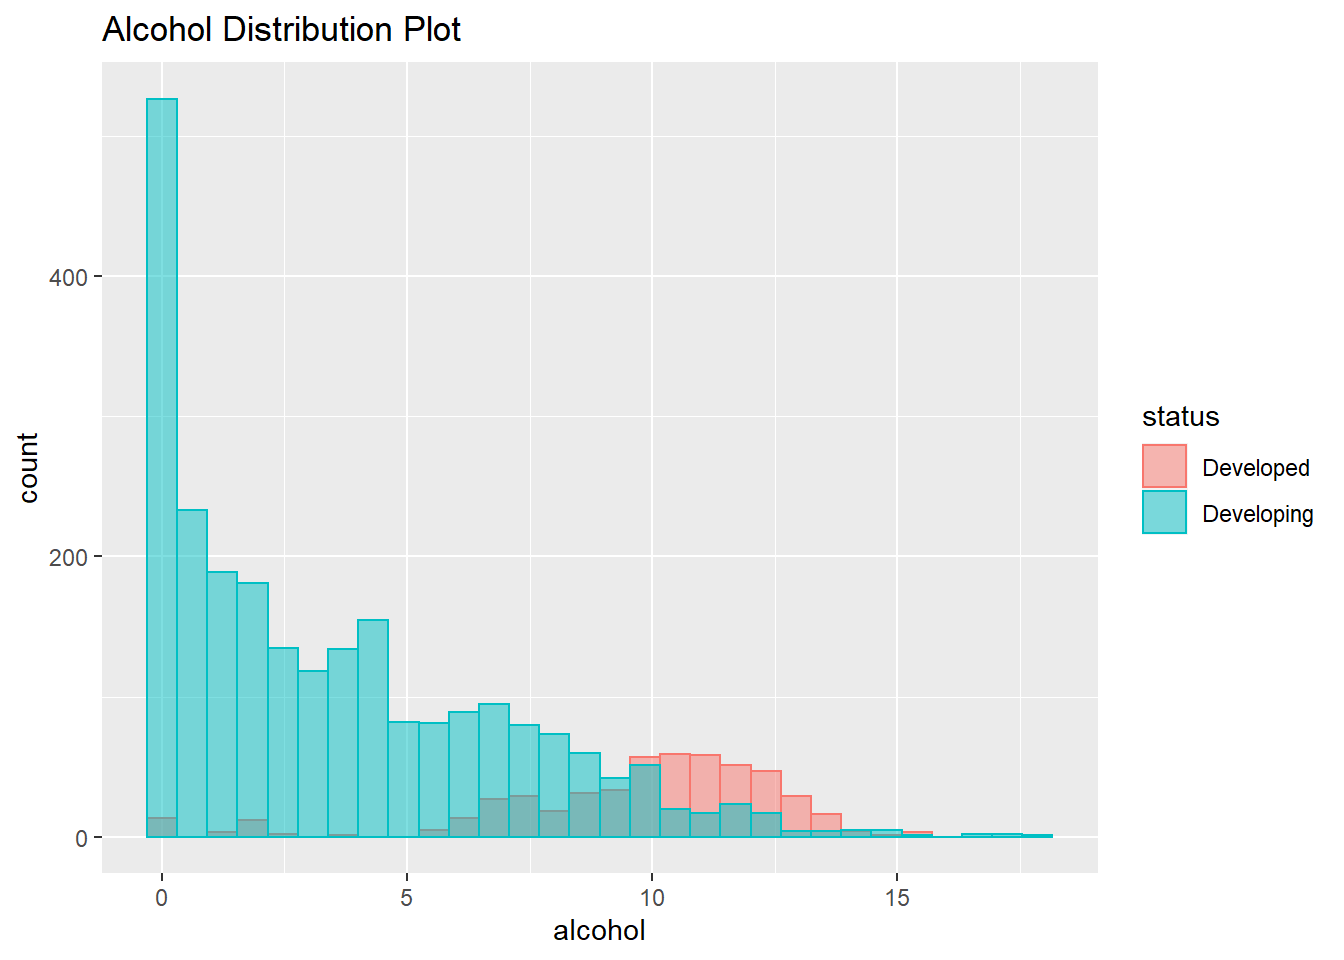 Alcohol Distribution Plot
count
400
200
0
0 5 10 15
alcohol
status
Developed
Developing